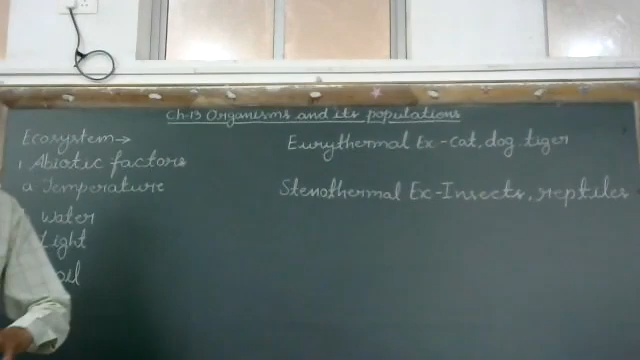 Ch-13 Organisms and its populations
Ecosystem→
1. Abiotic factors
a Temperature
Water
Light
oil
Eurythermal Ex-Cat, dog, tiger
Stenothermal Ex-Insects, reptiles